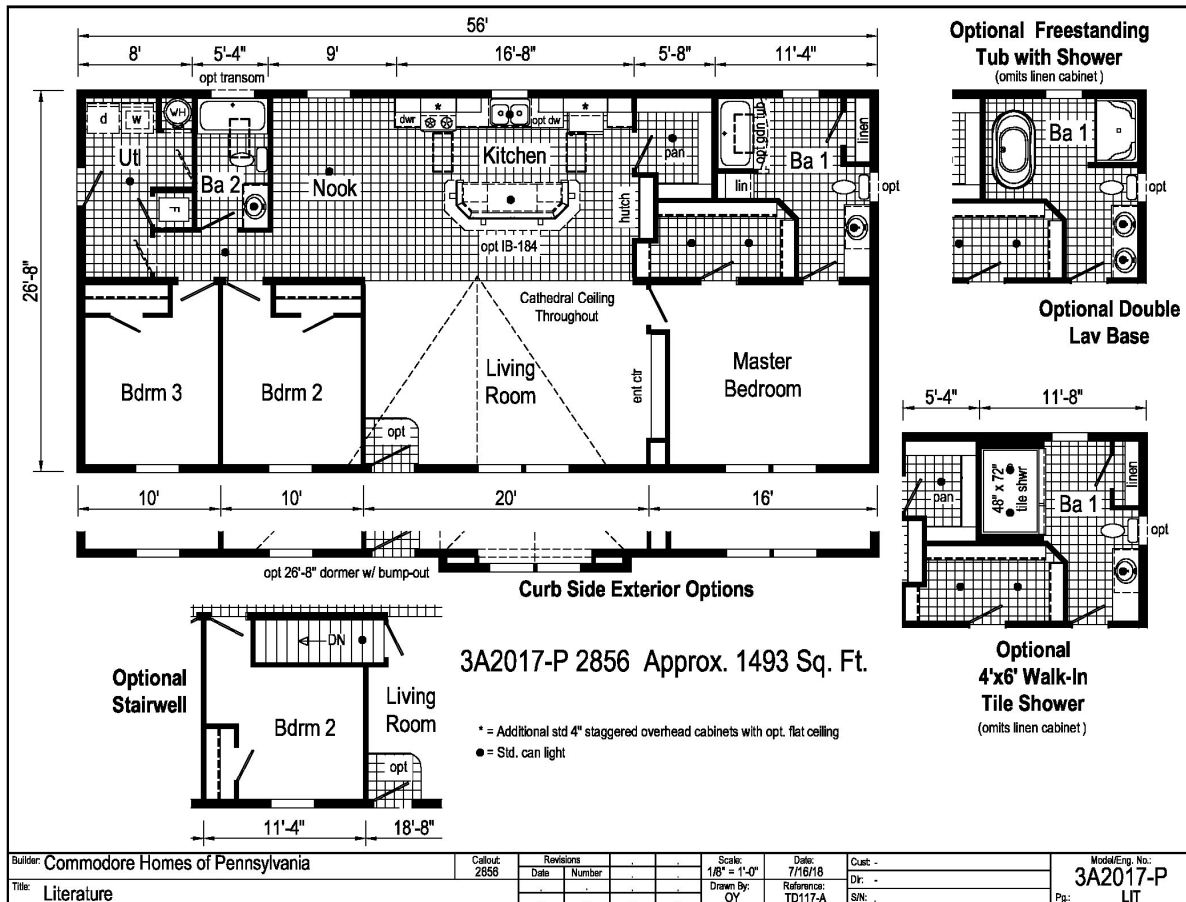 56'
8' 5'-4" 9' 16'-8" 5'-8" 11'-4"
opt transom
26'-8"
d w WH
Utl
F
Ba 2
Nook
dwr * opt dw *
Kitchen
opt IB-184
hutch
pan
opt gdn tub
lin
Ba 1
linen
opt
Cathedral Ceiling
Throughout
Bdrm 3
Bdrm 2
Living
Room
opt
ent ctr
Master
Bedroom
10' 10' 20' 16'
opt 26'-8" dormer w/ bump-out
Curb Side Exterior Options
Optional Freestanding
Tub with Shower
(omits linen cabinet )
Ba 1
opt
Optional Double
Lav Base
5'-4" 11'-8"
pan
48" x 72"
tile shwr
Ba 1
linen
opt
Optional
4'x6' Walk-In
Tile Shower
(omits linen cabinet )
Optional
Stairwell
DN
Bdrm 2
Living
Room
opt
11'-4" 18'-8"
3A2017-P 2856 Approx. 1493 Sq. Ft.
* = Additional std 4" staggered overhead cabinets with opt. flat ceiling
● = Std. can light
Builder: Commodore Homes of Pennsylvania
Title: Literature
Callout:
2856
Revisions
Date Number
Scale:
1/8" = 1'-0"
Drawn By:
OY
Date:
7/16/18
Reference:
TD117-A
Cust: -
Dlr: -
S/N: .
Model/Eng. No.:
3A2017-P
Pg.: LIT